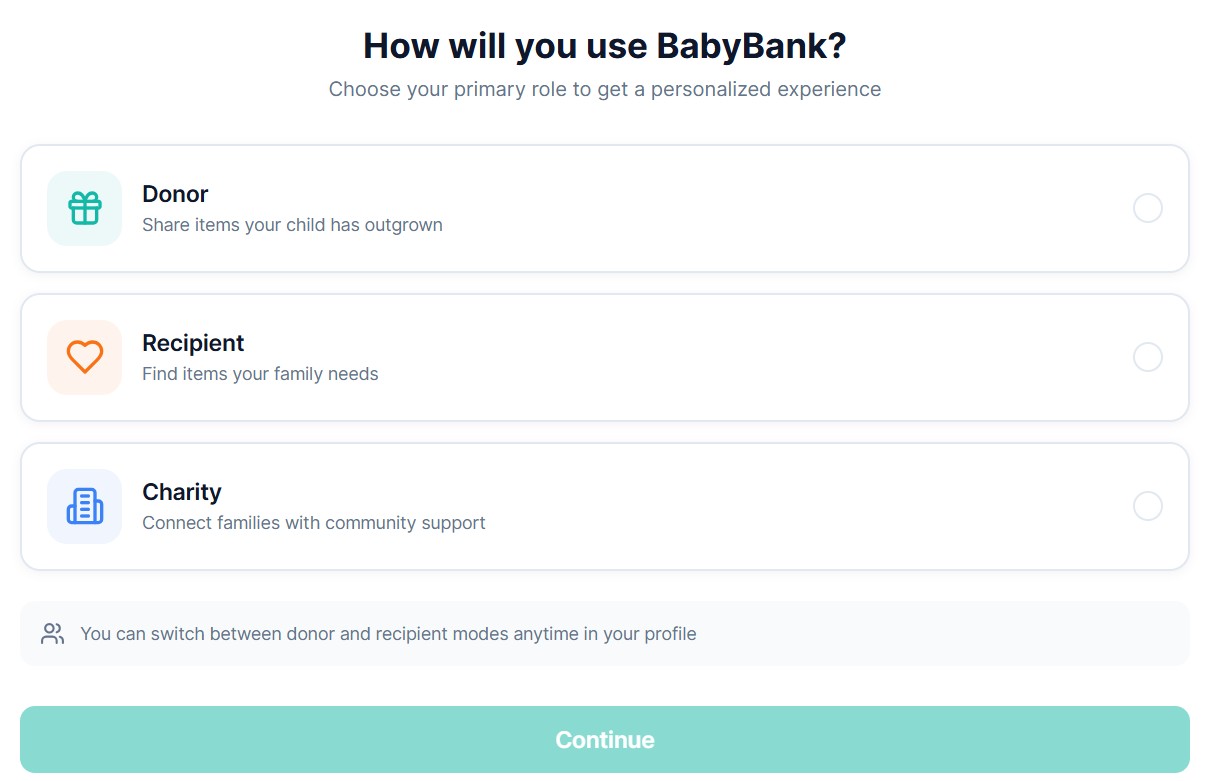 How will you use BabyBank?
Choose your primary role to get a personalized experience
Donor
Share items your child has outgrown
Recipient
Find items your family needs
Charity
Connect families with community support
You can switch between donor and recipient modes anytime in your profile
Continue